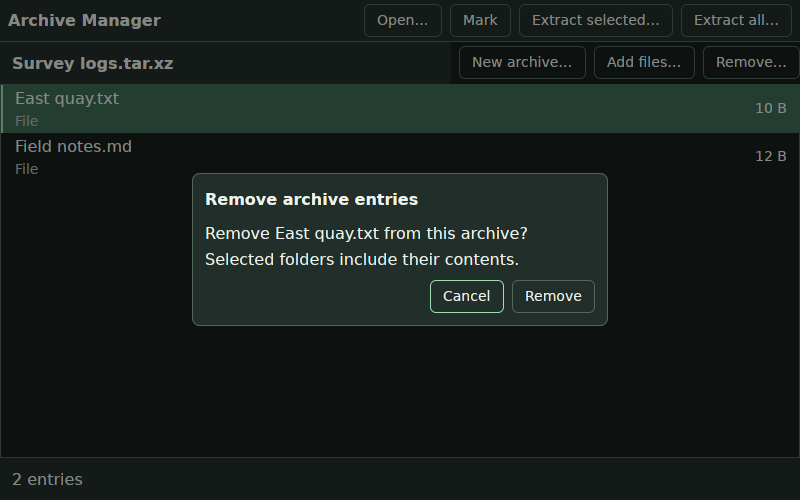 Archive Manager
Open… Mark Extract selected… Extract all…
Survey logs.tar.xz
New archive… Add files… Remove…
East quay.txt
File
10 B
Field notes.md
File
12 B
Remove archive entries
Remove East quay.txt from this archive?
Selected folders include their contents.
Cancel Remove
2 entries